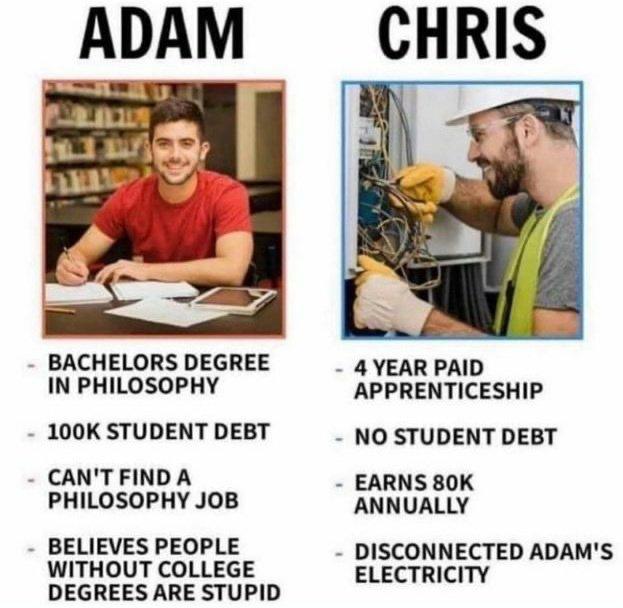 ADAM
CHRIS
- BACHELORS DEGREE
IN PHILOSOPHY
- 100K STUDENT DEBT
- CAN'T FIND A
PHILOSOPHY JOB
- BELIEVES PEOPLE
WITHOUT COLLEGE
DEGREES ARE STUPID
- 4 YEAR PAID
APPRENTICESHIP
- NO STUDENT DEBT
- EARNS 80K
ANNUALLY
- DISCONNECTED ADAM'S
ELECTRICITY